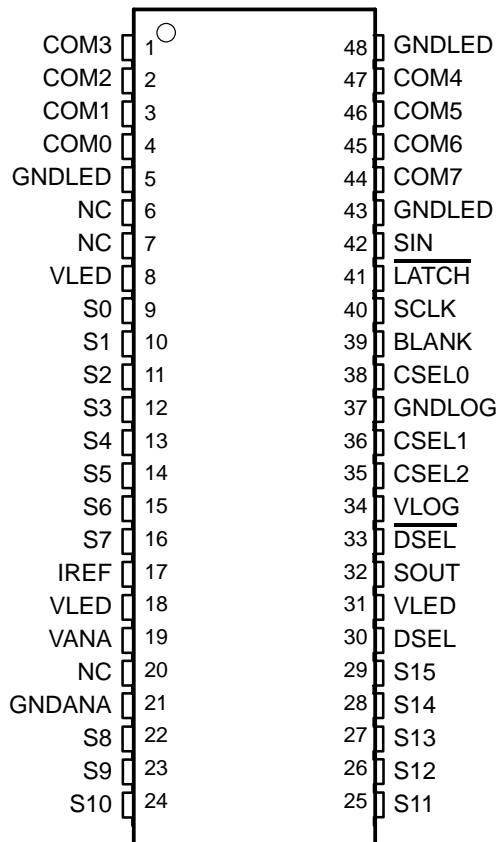 COM3 1 48 GNDLED
COM2 2 47 COM4
COM1 3 46 COM5
COM0 4 45 COM6
GNDLED 5 44 COM7
NC 6 43 GNDLED
NC 7 42 SIN
VLED 8 41 L̅A̅T̅C̅H̅
S0 9 40 SCLK
S1 10 39 BLANK
S2 11 38 CSEL0
S3 12 37 GNDLOG
S4 13 36 CSEL1
S5 14 35 CSEL2
S6 15 34 VLOG
S7 16 33 D̅S̅E̅L̅
IREF 17 32 SOUT
VLED 18 31 VLED
VANA 19 30 DSEL
NC 20 29 S15
GNDANA 21 28 S14
S8 22 27 S13
S9 23 26 S12
S10 24 25 S11